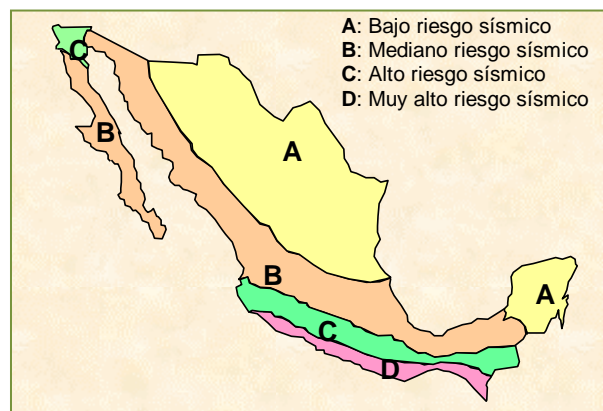 A: Bajo riesgo sísmico
B: Mediano riesgo sísmico
C: Alto riesgo sísmico
D: Muy alto riesgo sísmico
C
B
A
A
B
C
D